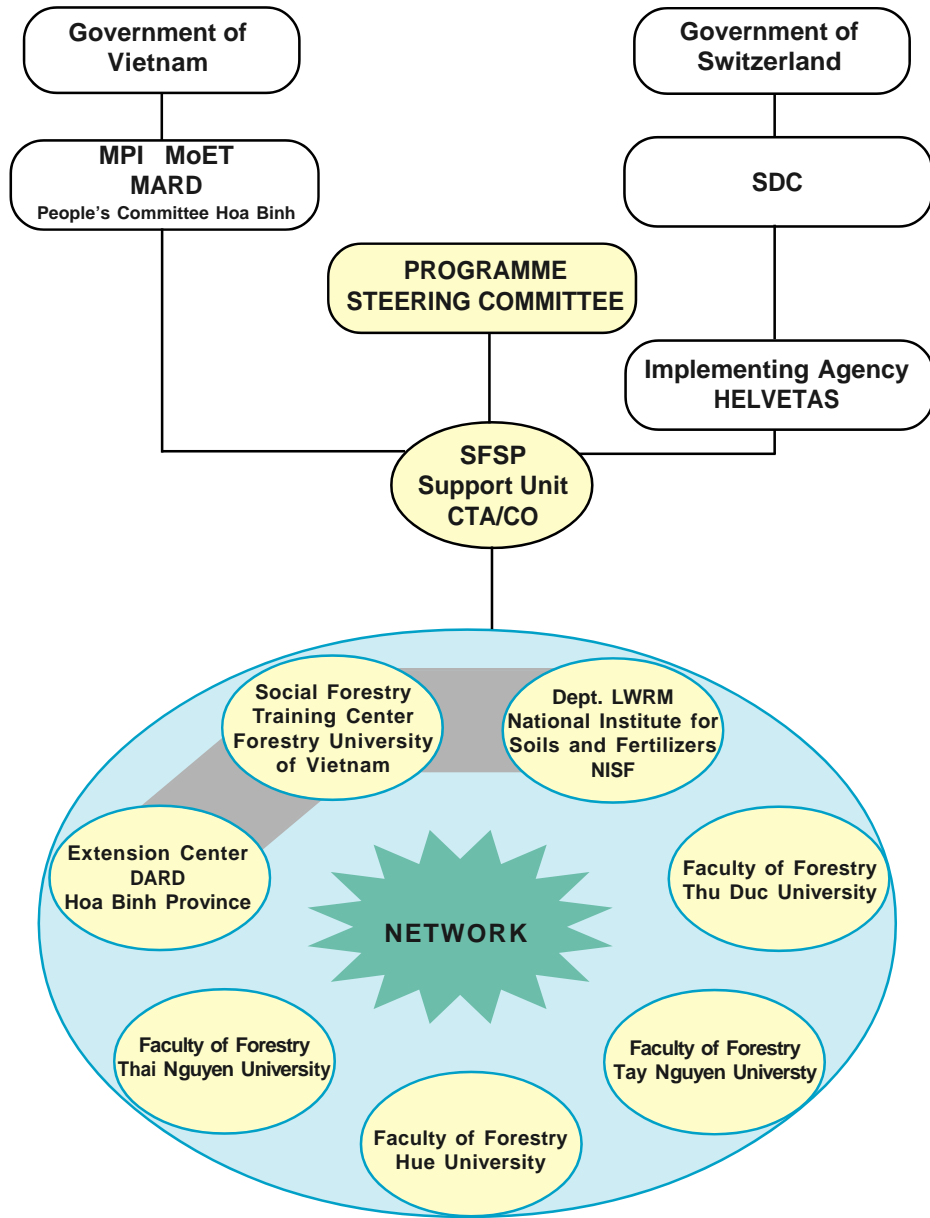 Government of
Vietnam
Government of
Switzerland
MPI MoET
MARD
People's Committee Hoa Binh
SDC
PROGRAMME
STEERING COMMITTEE
Implementing Agency
HELVETAS
SFSP
Support Unit
CTA/CO
Social Forestry
Training Center
Forestry University
of Vietnam
Dept. LWRM
National Institute for
Soils and Fertilizers
NISF
Extension Center
DARD
Hoa Binh Province
Faculty of Forestry
Thu Duc University
NETWORK
Faculty of Forestry
Thai Nguyen University
Faculty of Forestry
Tay Nguyen Universty
Faculty of Forestry
Hue University